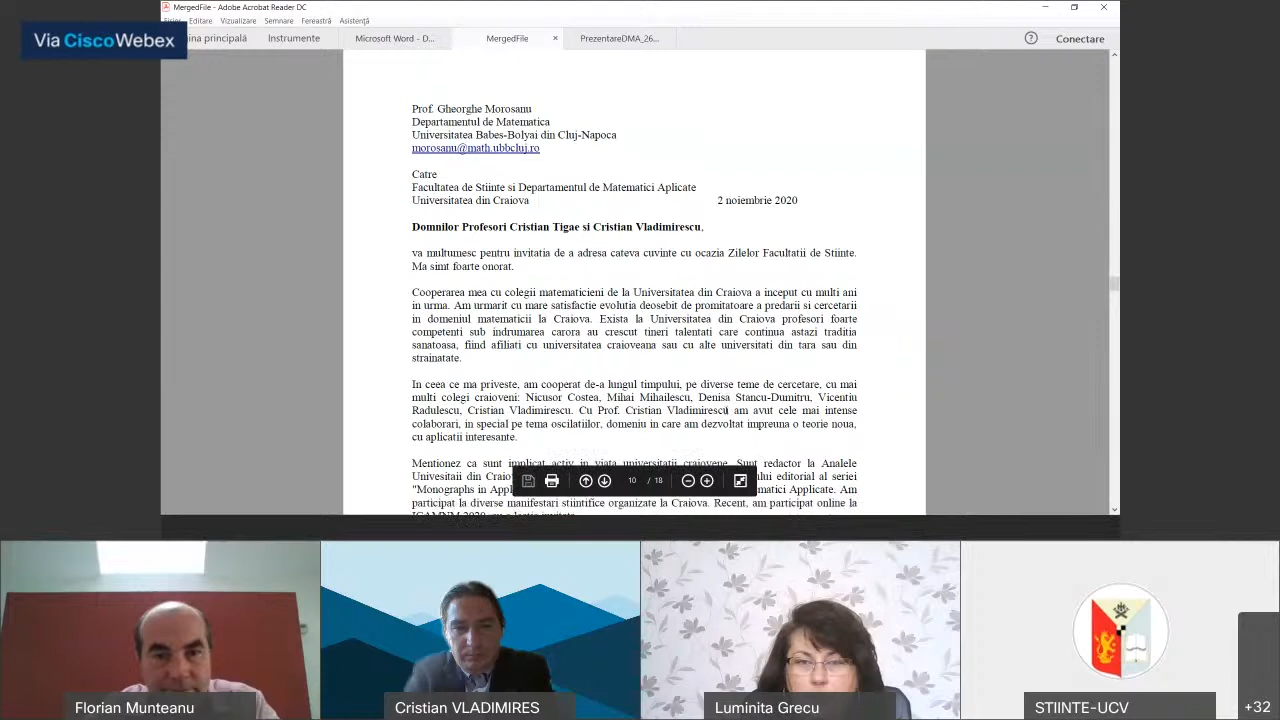 MergedFile - Adobe Acrobat Reader DC
Fișier Editare Vizualizare Semnare Fereastră Asistență
Via Cisco Webex
principală Instrumente Microsoft Word - D... MergedFile × PrezentareDMA_26... ? Conectare
Prof. Gheorghe Morosanu
Departamentul de Matematica
Universitatea Babes-Bolyai din Cluj-Napoca
morosanu@math.ubbcluj.ro
Catre
Facultatea de Stiinte si Departamentul de Matematici Aplicate
Universitatea din Craiova 2 noiembrie 2020
Domnilor Profesori Cristian Tigae si Cristian Vladimirescu,
va multumesc pentru invitatia de a adresa cateva cuvinte cu ocazia Zilelor Facultatii de Stiinte.
Ma simt foarte onorat.
Cooperarea mea cu colegii matematicieni de la Universitatea din Craiova a inceput cu multi ani
in urma. Am urmarit cu mare satisfactie evolutia deosebit de promitatoare a predarii si cercetarii
in domeniul matematicii la Craiova. Exista la Universitatea din Craiova profesori foarte
competenti sub indrumarea carora au crescut tineri talentati care continua astazi traditia
sanatoasa, fiind afiliati cu universitatea craioveana sau cu alte universitati din tara sau din
strainatate.
In ceea ce ma priveste, am cooperat de-a lungul timpului, pe diverse teme de cercetare, cu mai
multi colegi craioveni: Nicusor Costea, Mihai Mihailescu, Denisa Stancu-Dumitru, Vicentiu
Radulescu, Cristian Vladimirescu. Cu Prof. Cristian Vladimirescu am avut cele mai intense
colaborari, in special pe tema oscilatiilor, domeniu in care am dezvoltat impreuna o teorie noua,
cu aplicatii interesante.
Mentionez ca sunt implicat activ in viata universitatii craiovene. Sunt redactor la Analele
Univesitaii din Craio
"Monographs in Appl matici Aplicate. Am
participat la diverse manifestari stiintifice organizate la Craiova. Recent, am participat online la
10 / 18
Florian Munteanu
Cristian VLADIMIRES
Luminita Grecu
STIINTE-UCV
+32